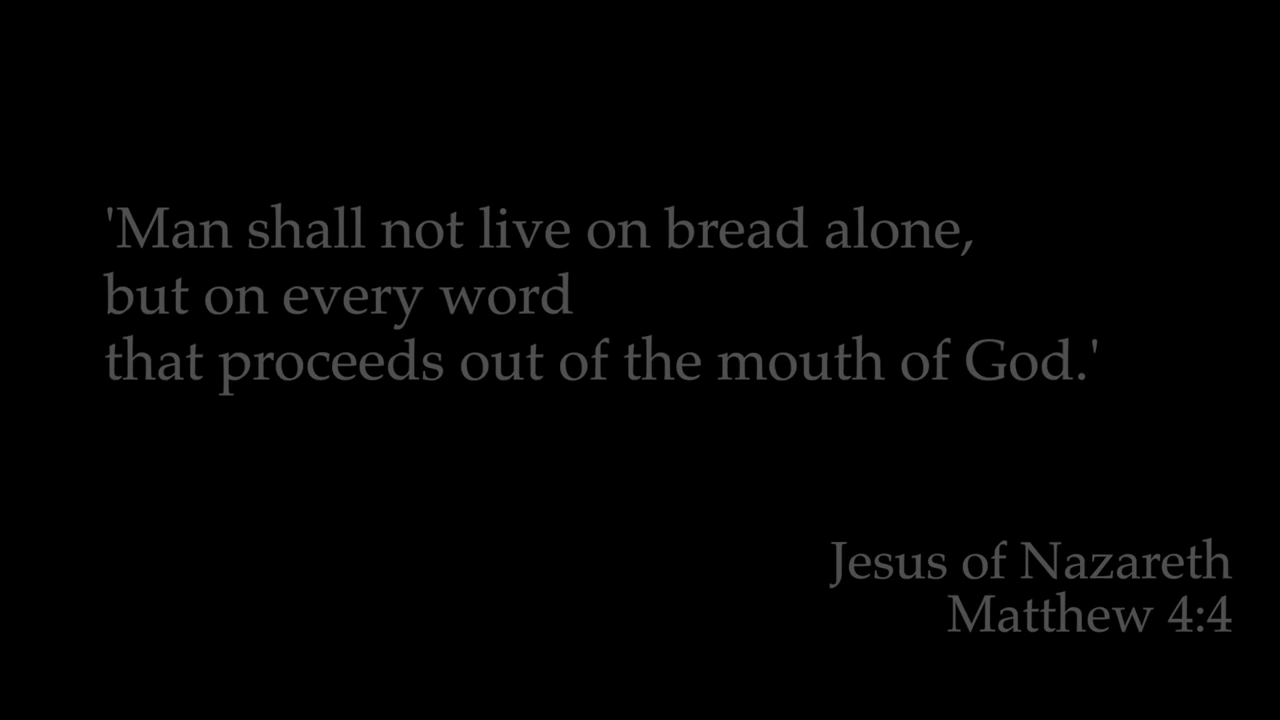 'Man shall not live on bread alone,
but on every word
that proceeds out of the mouth of God.'
Jesus of Nazareth
Matthew 4:4